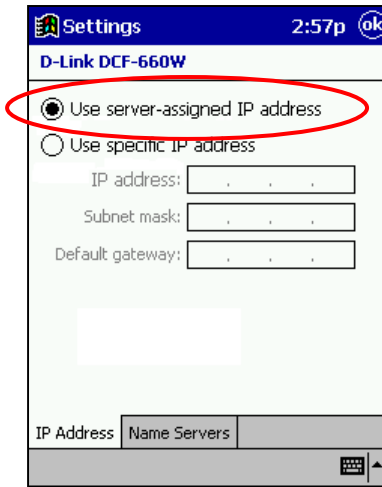 Settings 2:57p ok
D-Link DCF-660W
Use server-assigned IP address
Use specific IP address
IP address: . . .
Subnet mask: . . .
Default gateway: . . .
IP Address Name Servers